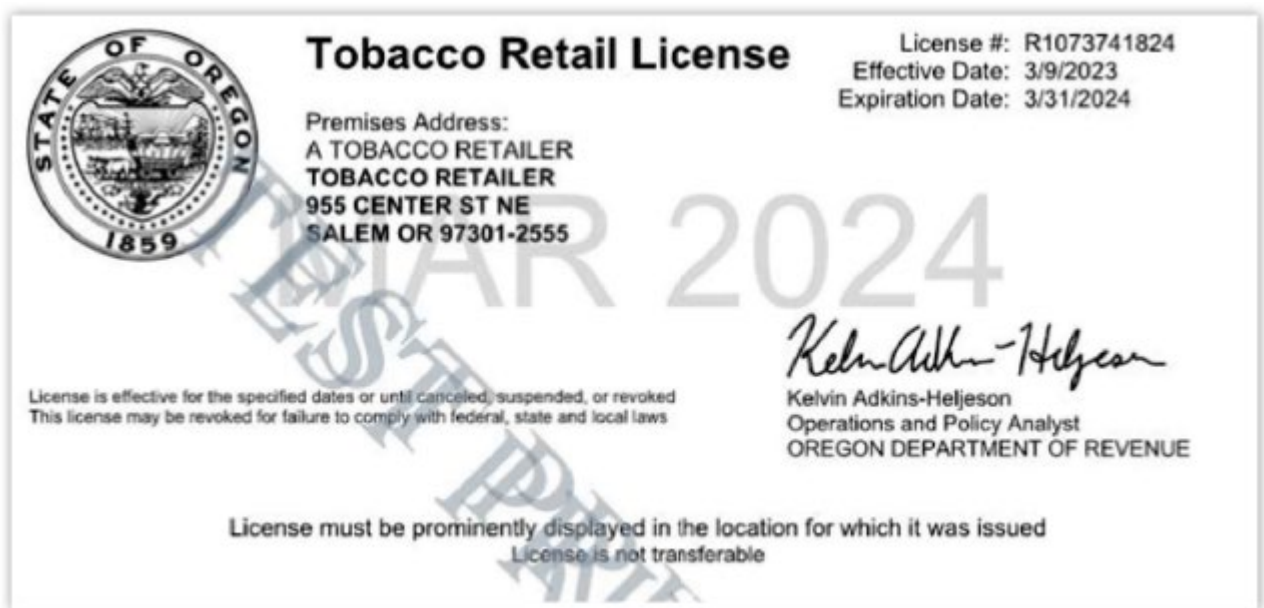 STATE OF OREGON
1859
Tobacco Retail License
License #: R1073741824
Effective Date: 3/9/2023
Expiration Date: 3/31/2024
Premises Address:
A TOBACCO RETAILER
TOBACCO RETAILER
955 CENTER ST NE
SALEM OR 97301-2555
MAR 2024
TEST
Kelvin Adkins-Heljeson
Kelvin Adkins-Heljeson
Operations and Policy Analyst
OREGON DEPARTMENT OF REVENUE
License is effective for the specified dates or until canceled, suspended, or revoked
This license may be revoked for failure to comply with federal, state and local laws
License must be prominently displayed in the location for which it was issued
License is not transferable